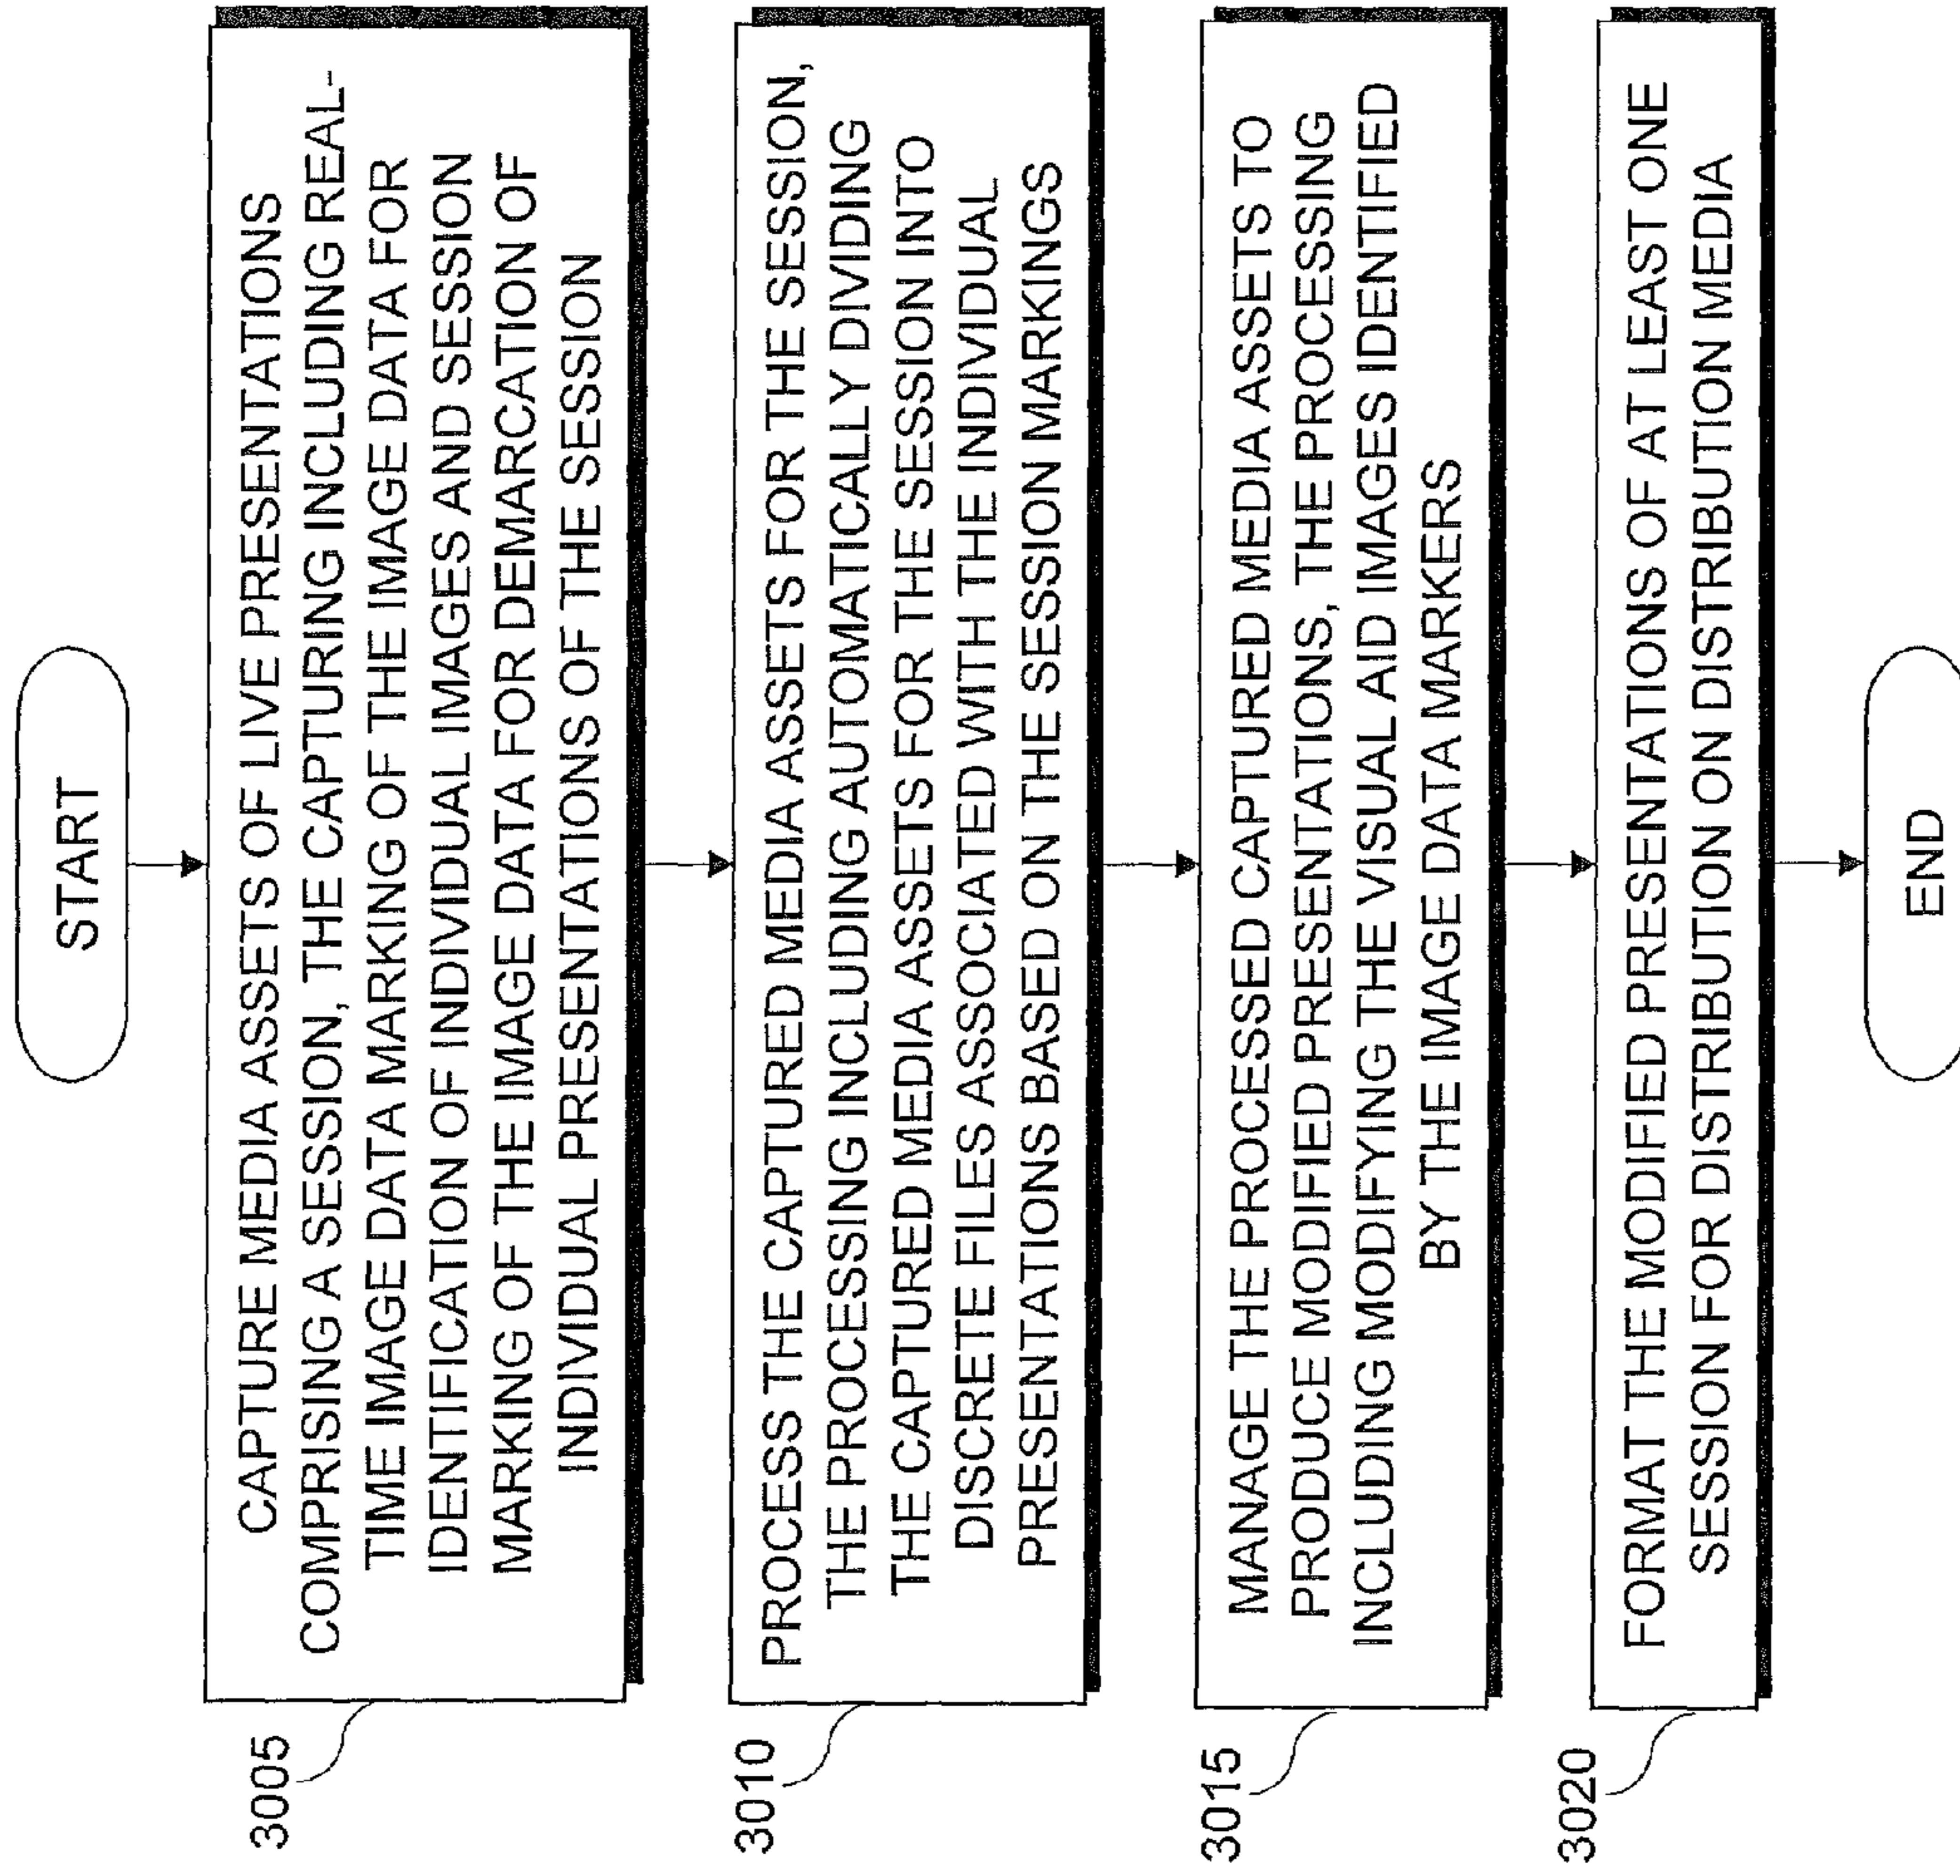 START
3005
CAPTURE MEDIA ASSETS OF LIVE PRESENTATIONS
COMPRISING A SESSION, THE CAPTURING INCLUDING REAL-
TIME IMAGE DATA MARKING OF THE IMAGE DATA FOR
IDENTIFICATION OF INDIVIDUAL IMAGES AND SESSION
MARKING OF THE IMAGE DATA FOR DEMARCATION OF
INDIVIDUAL PRESENTATIONS OF THE SESSION
3010
PROCESS THE CAPTURED MEDIA ASSETS FOR THE SESSION,
THE PROCESSING INCLUDING AUTOMATICALLY DIVIDING
THE CAPTURED MEDIA ASSETS FOR THE SESSION INTO
DISCRETE FILES ASSOCIATED WITH THE INDIVIDUAL
PRESENTATIONS BASED ON THE SESSION MARKINGS
3015
MANAGE THE PROCESSED CAPTURED MEDIA ASSETS TO
PRODUCE MODIFIED PRESENTATIONS, THE PROCESSING
INCLUDING MODIFYING THE VISUAL AID IMAGES IDENTIFIED
BY THE IMAGE DATA MARKERS
3020
FORMAT THE MODIFIED PRESENTATIONS OF AT LEAST ONE
SESSION FOR DISTRIBUTION ON DISTRIBUTION MEDIA
END